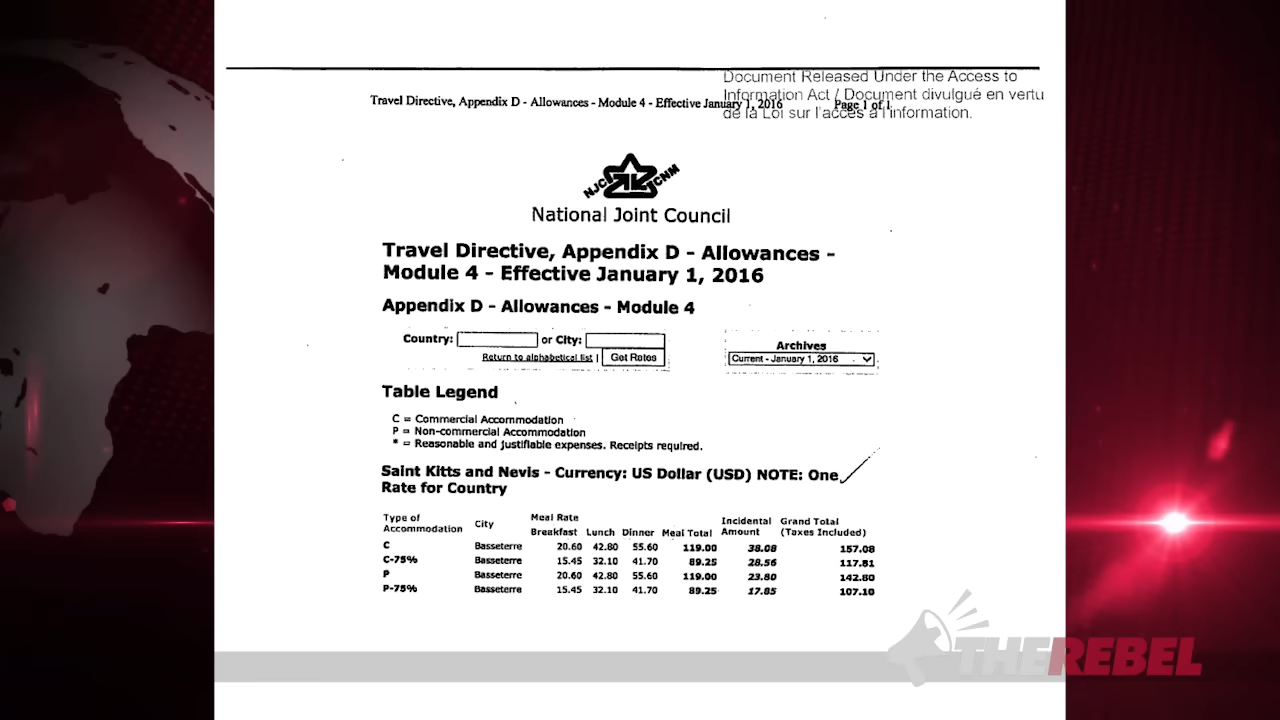 Document Released Under the Access to
Information Act / Document divulgué en vertu
de la Loi sur l'accès à l'information.
Travel Directive, Appendix D - Allowances - Module 4 - Effective January 1, 2016 Page 1 of 1
NJC CNM
National Joint Council
Travel Directive, Appendix D - Allowances -
Module 4 - Effective January 1, 2016
Appendix D - Allowances - Module 4
Country: or City:
Return to alphabetical list | Get Rates
Archives
Current - January 1, 2016
Table Legend
C = Commercial Accommodation
P = Non-commercial Accommodation
* = Reasonable and justifiable expenses. Receipts required.
Saint Kitts and Nevis - Currency: US Dollar (USD) NOTE: One
Rate for Country
Type of Accommodation City Meal Rate Breakfast Lunch Dinner Meal Total Incidental Amount Grand Total (Taxes Included)
C Basseterre 20.60 42.80 55.60 119.00 38.08 157.08
C-75% Basseterre 15.45 32.10 41.70 89.25 28.56 117.81
P Basseterre 20.60 42.80 55.60 119.00 23.80 142.80
P-75% Basseterre 15.45 32.10 41.70 89.25 17.85 107.10
THEREBEL